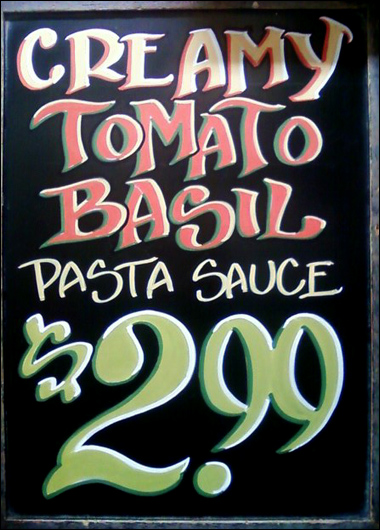 CREAMY
TOMATO
BASIL
PASTA SAUCE
$2.99